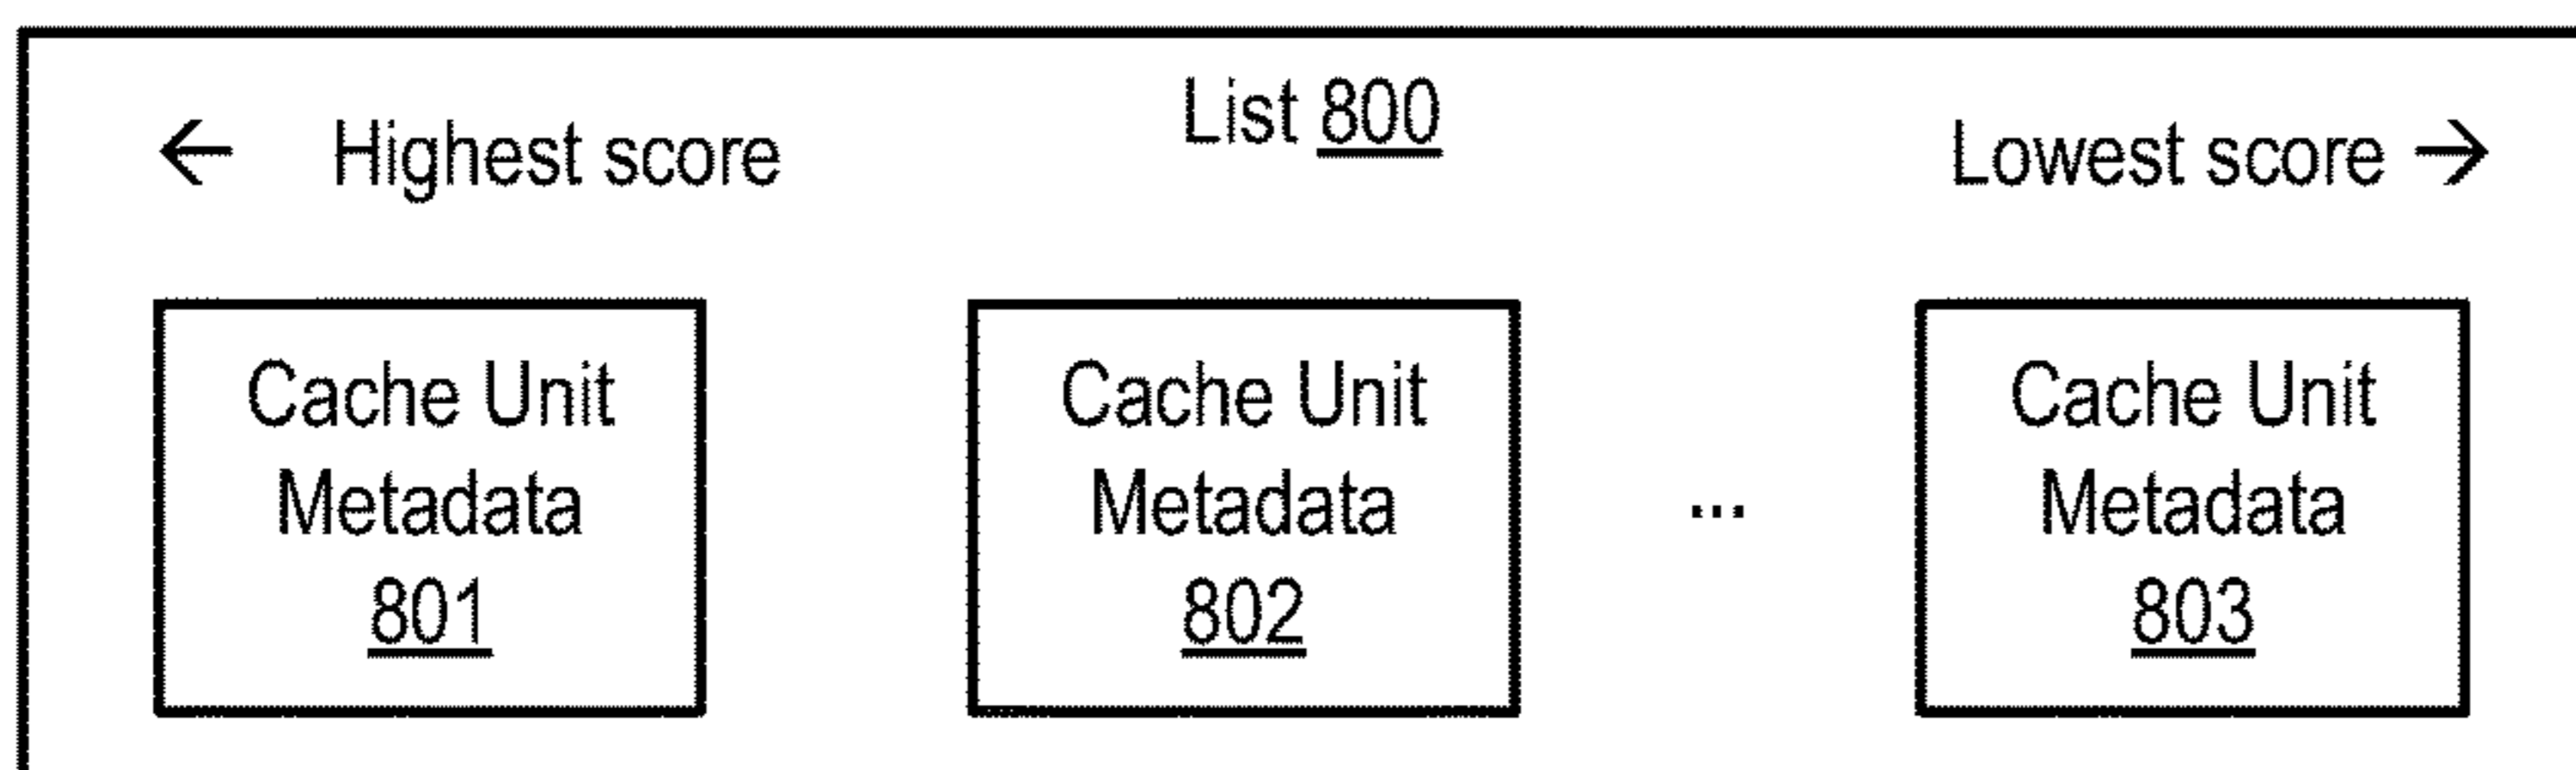 List 800
← Highest score
Lowest score →
Cache Unit
Metadata
801
Cache Unit
Metadata
802
...
Cache Unit
Metadata
803